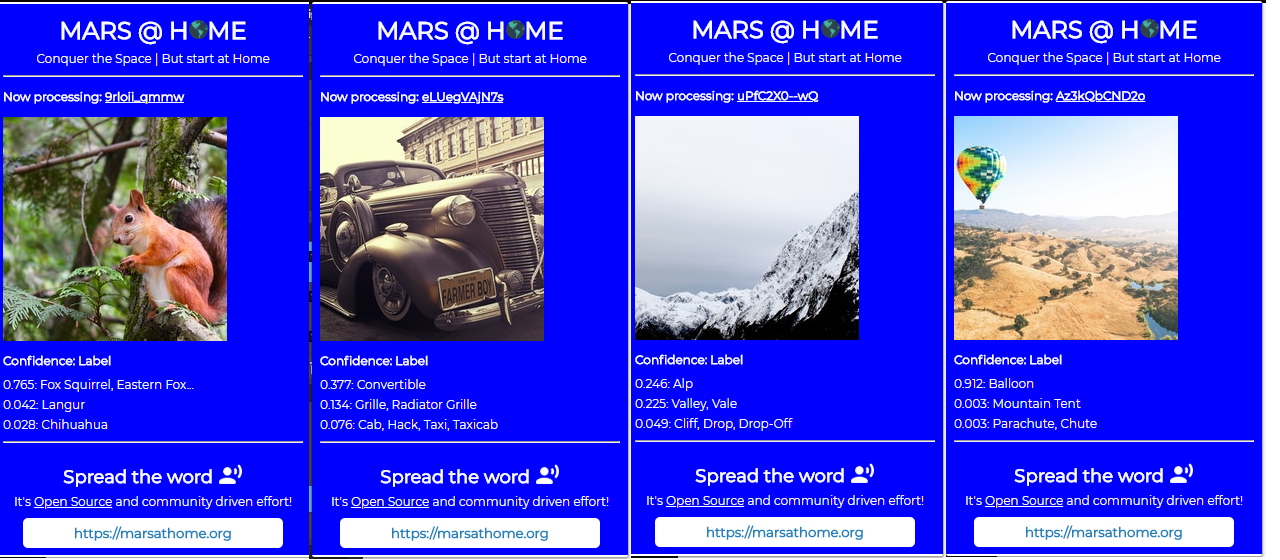 MARS @ H🌎ME
Conquer the Space | But start at Home
Now processing: 9rloii_qmmw
Confidence: Label
0.765: Fox Squirrel, Eastern Fox...
0.042: Langur
0.028: Chihuahua
Spread the word
It's Open Source and community driven effort!
https://marsathome.org
MARS @ H🌎ME
Conquer the Space | But start at Home
Now processing: eLUegVAjN7s
FARMER BOY
Confidence: Label
0.377: Convertible
0.134: Grille, Radiator Grille
0.076: Cab, Hack, Taxi, Taxicab
Spread the word
It's Open Source and community driven effort!
https://marsathome.org
MARS @ H🌎ME
Conquer the Space | But start at Home
Now processing: uPfC2X0--wQ
Confidence: Label
0.246: Alp
0.225: Valley, Vale
0.049: Cliff, Drop, Drop-Off
Spread the word
It's Open Source and community driven effort!
https://marsathome.org
MARS @ H🌎ME
Conquer the Space | But start at Home
Now processing: Az3kQbCND2o
Confidence: Label
0.912: Balloon
0.003: Mountain Tent
0.003: Parachute, Chute
Spread the word
It's Open Source and community driven effort!
https://marsathome.org